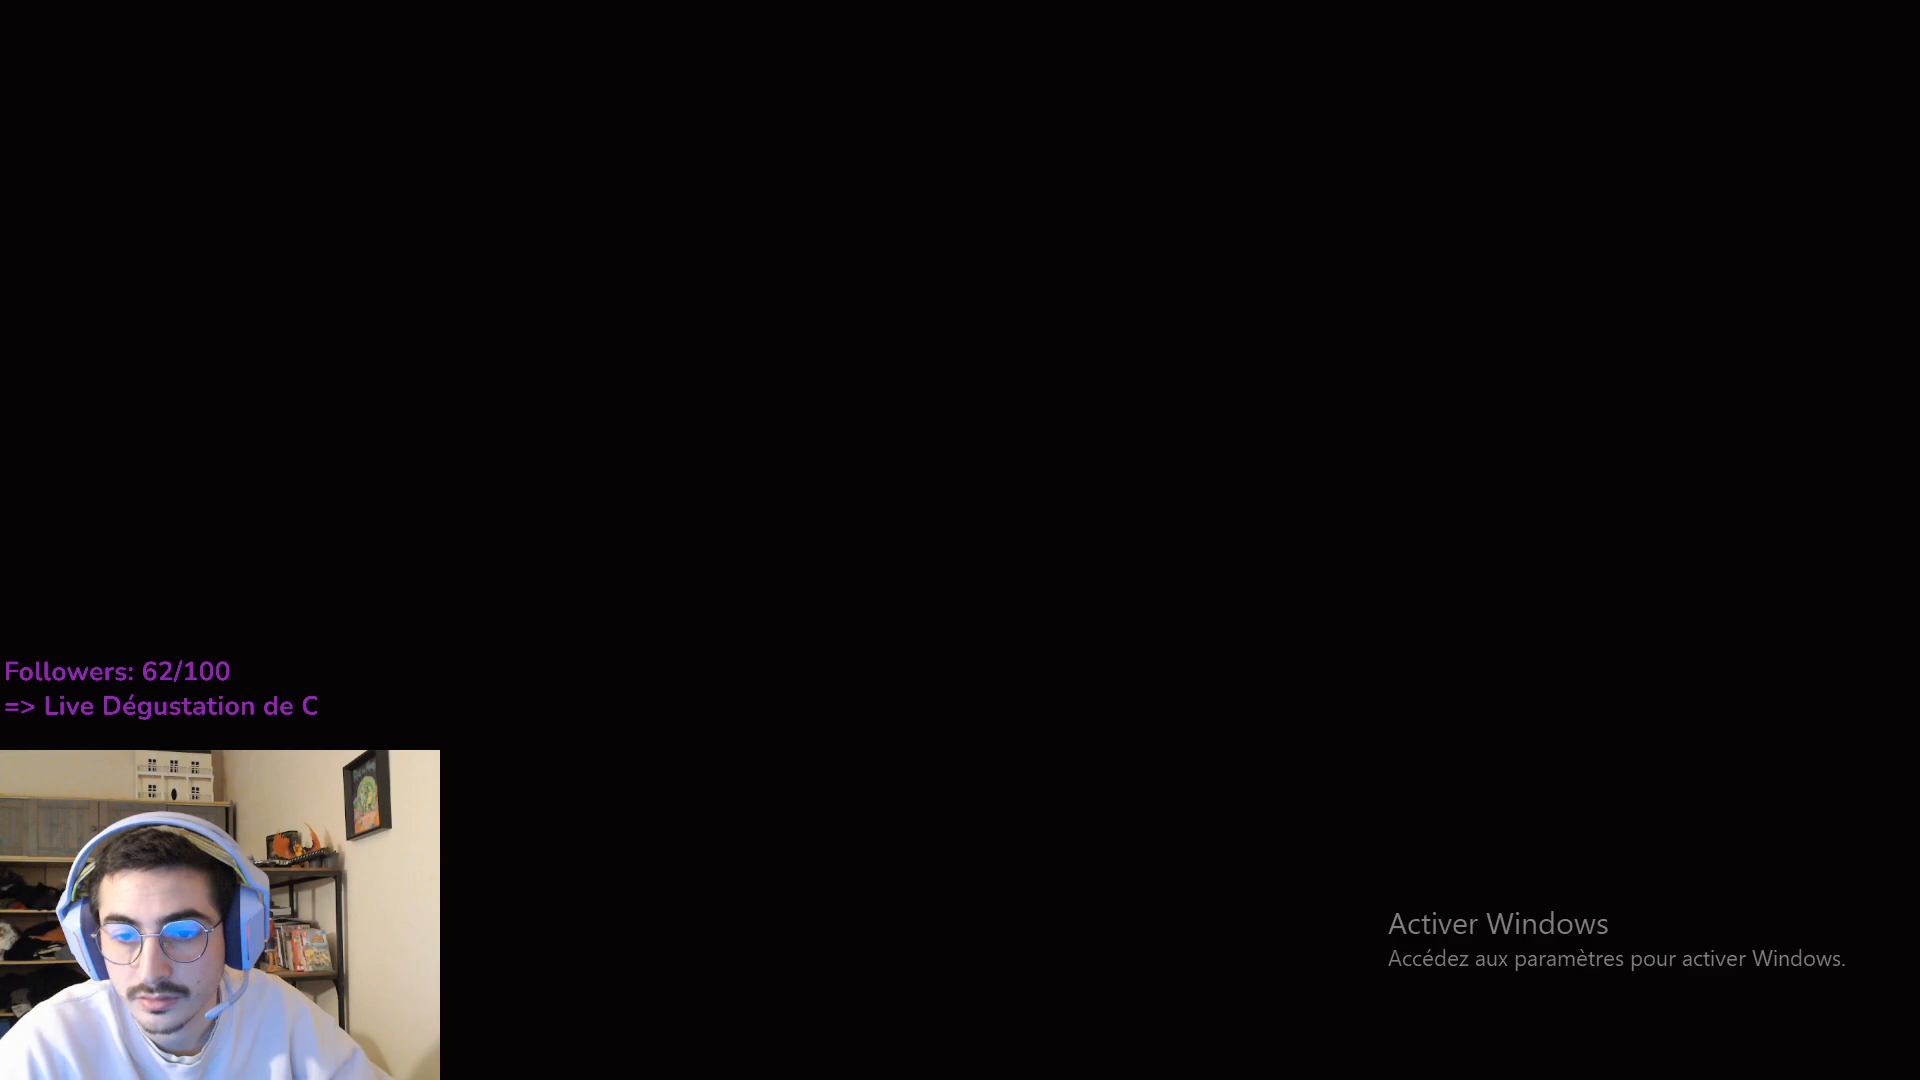 Followers: 62/100
=> Live Dégustation de C
Activer Windows
Accédez aux paramètres pour activer Windows.